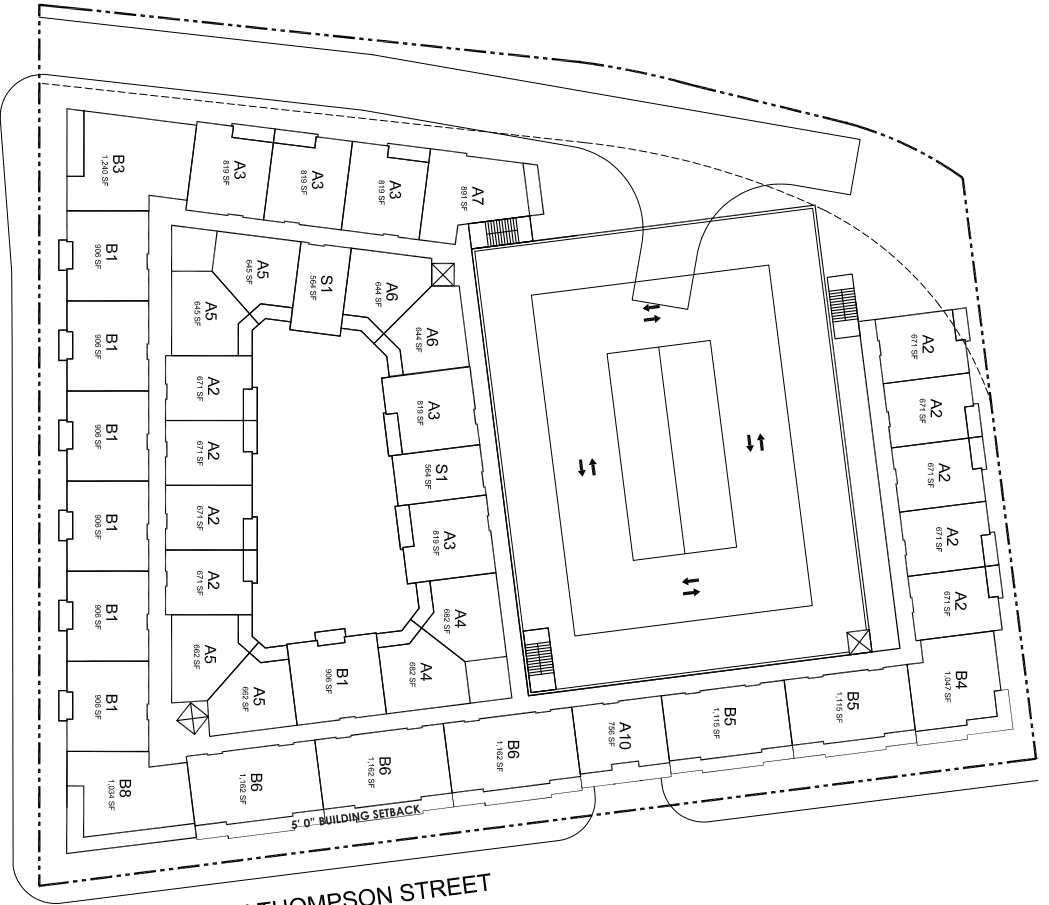 B3
1,240 SF
A3
819 SF
A3
819 SF
A3
819 SF
A7
891 SF
B1
906 SF
B1
906 SF
B1
906 SF
B1
906 SF
B1
906 SF
B1
906 SF
B8
1,034 SF
A5
645 SF
A5
645 SF
S1
564 SF
A6
644 SF
A6
644 SF
A2
671 SF
A2
671 SF
A2
671 SF
A2
671 SF
A3
819 SF
S1
564 SF
A3
819 SF
A4
682 SF
A4
682 SF
A5
662 SF
A5
662 SF
B1
906 SF
A2
671 SF
A2
671 SF
A2
671 SF
A2
671 SF
A2
671 SF
B4
1,047 SF
B5
1,115 SF
B5
1,115 SF
A10
756 SF
B6
1,162 SF
B6
1,162 SF
B6
1,162 SF
5' 0" BUILDING SETBACK
THOMPSON STREET